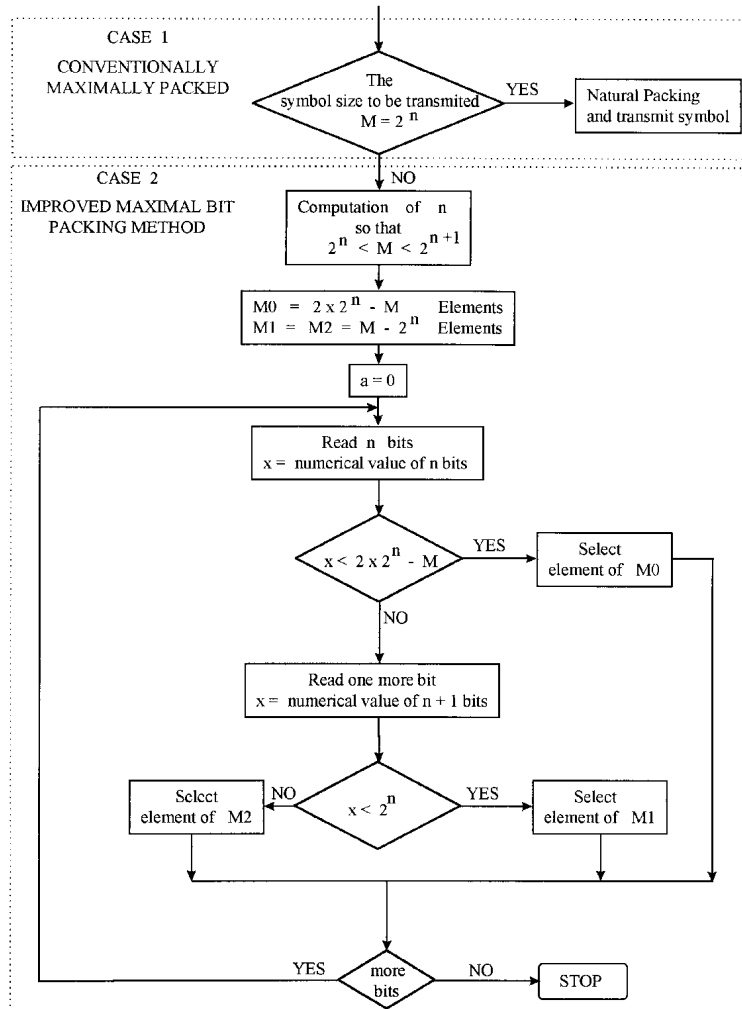 CASE 1
CONVENTIONALLY
MAXIMALLY PACKED
The
symbol size to be transmited
M = 2^n
YES
Natural Packing
and transmit symbol
NO
CASE 2
IMPROVED MAXIMAL BIT
PACKING METHOD
Computation of n
so that
2^n < M < 2^n+1
M0 = 2 x 2^n - M Elements
M1 = M2 = M - 2^n Elements
a = 0
Read n bits
x = numerical value of n bits
x < 2 x 2^n - M
YES
Select
element of M0
NO
Read one more bit
x = numerical value of n + 1 bits
Select
element of M2
NO
x < 2^n
YES
Select
element of M1
YES
more
bits
NO
STOP